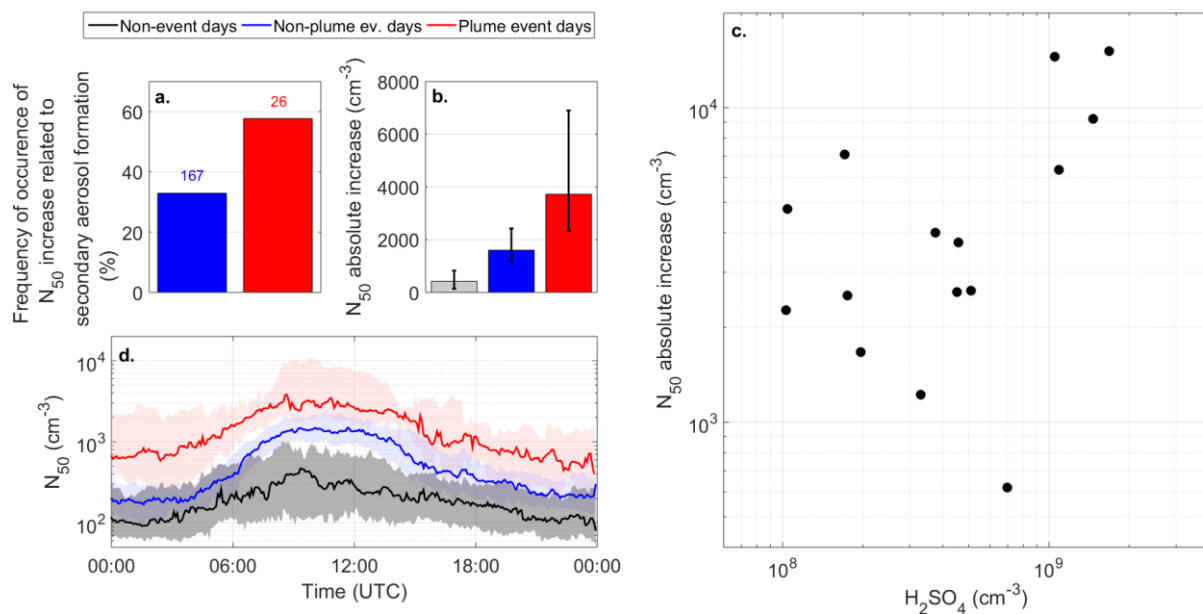 Non-event days Non-plume ev. days Plume event days
a.
Frequency of occurence of
N50 increase related to
secondary aerosol formation
(%)
60
40
20
0
167
26
b.
N50 absolute increase (cm-3)
8000
6000
4000
2000
0
c.
N50 absolute increase (cm-3)
10^4
10^3
10^8
10^9
H2SO4 (cm-3)
d.
N50 (cm-3)
10^4
10^3
10^2
00:00 06:00 12:00 18:00 00:00
Time (UTC)